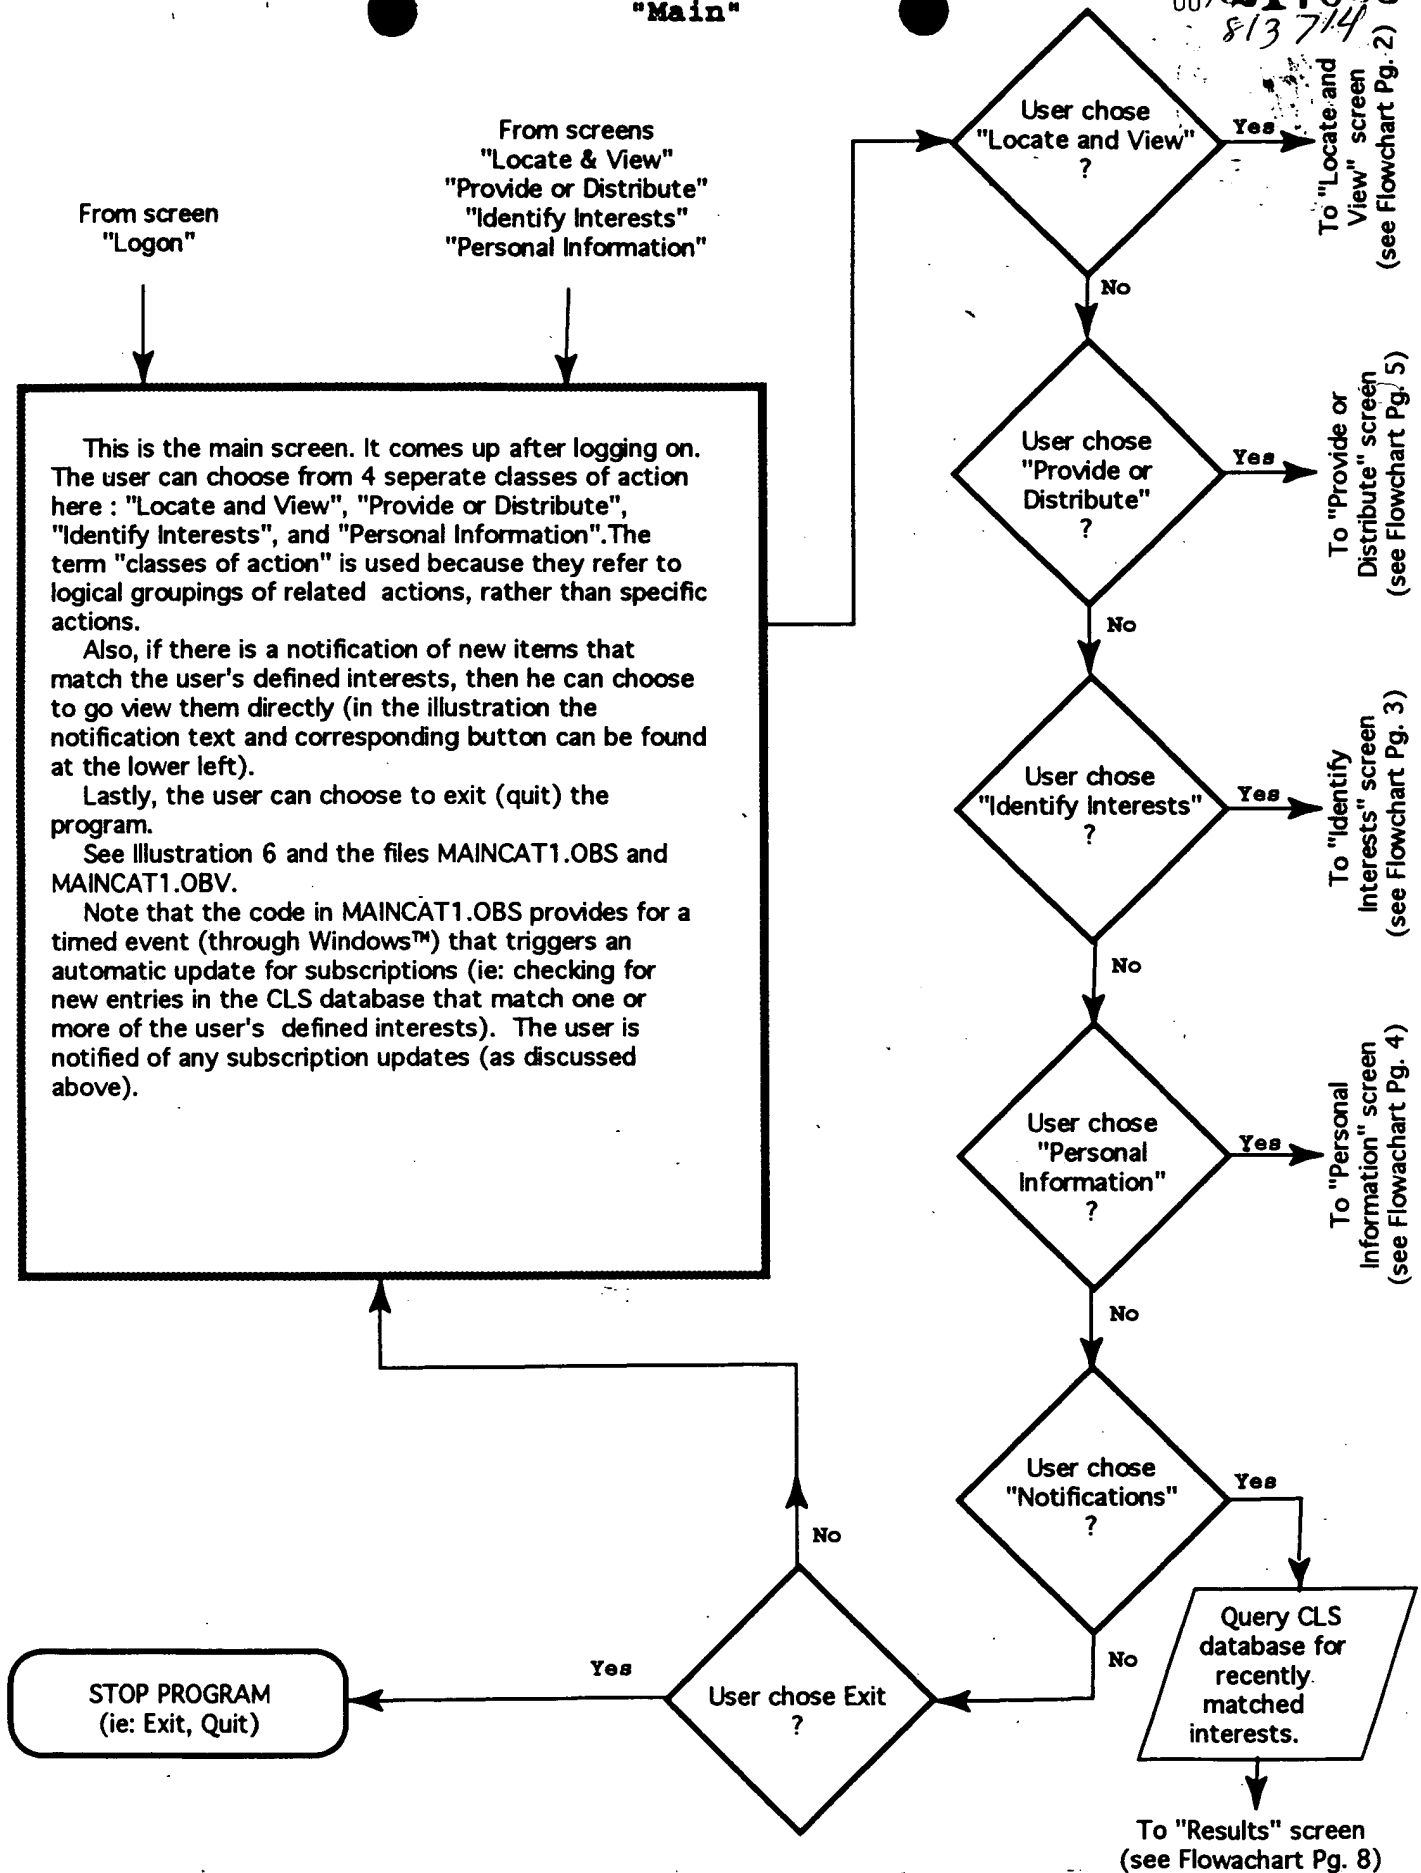 "Main"
813 714
From screen
"Logon"
From screens
"Locate & View"
"Provide or Distribute"
"Identify Interests"
"Personal Information"
This is the main screen. It comes up after logging on.
The user can choose from 4 seperate classes of action
here : "Locate and View", "Provide or Distribute",
"Identify Interests", and "Personal Information".The
term "classes of action" is used because they refer to
logical groupings of related actions, rather than specific
actions.
Also, if there is a notification of new items that
match the user's defined interests, then he can choose
to go view them directly (in the illustration the
notification text and corresponding button can be found
at the lower left).
Lastly, the user can choose to exit (quit) the
program.
See Illustration 6 and the files MAINCAT1.OBS and
MAINCAT1.OBV.
Note that the code in MAINCAT1.OBS provides for a
timed event (through Windows™) that triggers an
automatic update for subscriptions (ie: checking for
new entries in the CLS database that match one or
more of the user's defined interests). The user is
notified of any subscription updates (as discussed
above).
User chose
"Locate and View"
?
Yes
To "Locate and
View" screen
(see Flowchart Pg. 2)
No
User chose
"Provide or
Distribute"
?
Yes
To "Provide or
Distribute" screen
(see Flowchart Pg. 5)
No
User chose
"Identify Interests"
?
Yes
To "Identify
Interests" screen
(see Flowchart Pg. 3)
No
User chose
"Personal
Information"
?
Yes
To "Personal
Information" screen
(see Flowachart Pg. 4)
No
User chose
"Notifications"
?
Yes
Query CLS
database for
recently
matched
interests.
To "Results" screen
(see Flowachart Pg. 8)
No
User chose Exit
?
No
Yes
STOP PROGRAM
(ie: Exit, Quit)